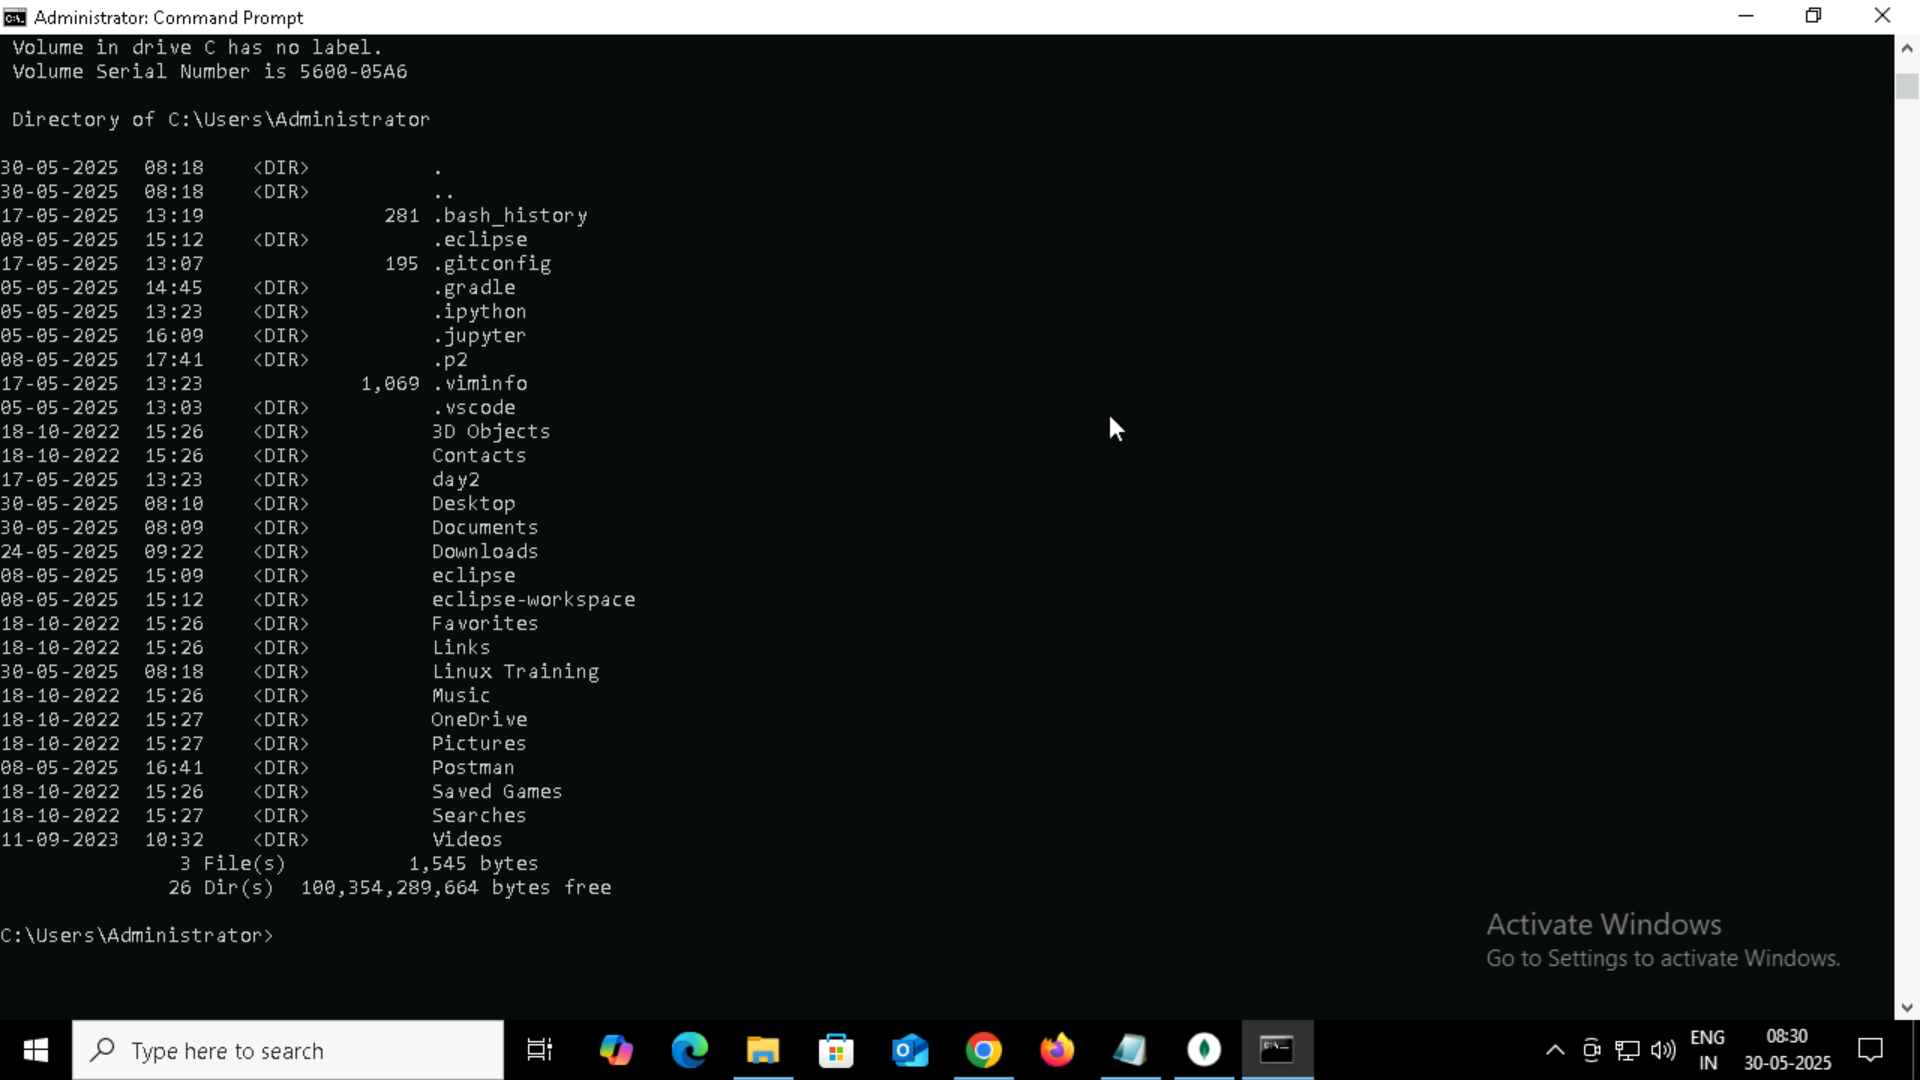 Administrator: Command Prompt
Volume in drive C has no label.
Volume Serial Number is 5600-05A6
Directory of C:\Users\Administrator
30-05-2025  08:18    <DIR>          .
30-05-2025  08:18    <DIR>          ..
17-05-2025  13:19               281 .bash_history
08-05-2025  15:12    <DIR>          .eclipse
17-05-2025  13:07               195 .gitconfig
05-05-2025  14:45    <DIR>          .gradle
05-05-2025  13:23    <DIR>          .ipython
05-05-2025  16:09    <DIR>          .jupyter
08-05-2025  17:41    <DIR>          .p2
17-05-2025  13:23             1,069 .viminfo
05-05-2025  13:03    <DIR>          .vscode
18-10-2022  15:26    <DIR>          3D Objects
18-10-2022  15:26    <DIR>          Contacts
17-05-2025  13:23    <DIR>          day2
30-05-2025  08:10    <DIR>          Desktop
30-05-2025  08:09    <DIR>          Documents
24-05-2025  09:22    <DIR>          Downloads
08-05-2025  15:09    <DIR>          eclipse
08-05-2025  15:12    <DIR>          eclipse-workspace
18-10-2022  15:26    <DIR>          Favorites
18-10-2022  15:26    <DIR>          Links
30-05-2025  08:18    <DIR>          Linux Training
18-10-2022  15:26    <DIR>          Music
18-10-2022  15:27    <DIR>          OneDrive
18-10-2022  15:27    <DIR>          Pictures
08-05-2025  16:41    <DIR>          Postman
18-10-2022  15:26    <DIR>          Saved Games
18-10-2022  15:27    <DIR>          Searches
11-09-2023  10:32    <DIR>          Videos
3 File(s)          1,545 bytes
26 Dir(s)  100,354,289,664 bytes free
C:\Users\Administrator>
Activate Windows
Go to Settings to activate Windows.
Type here to search
ENG
IN
08:30
30-05-2025